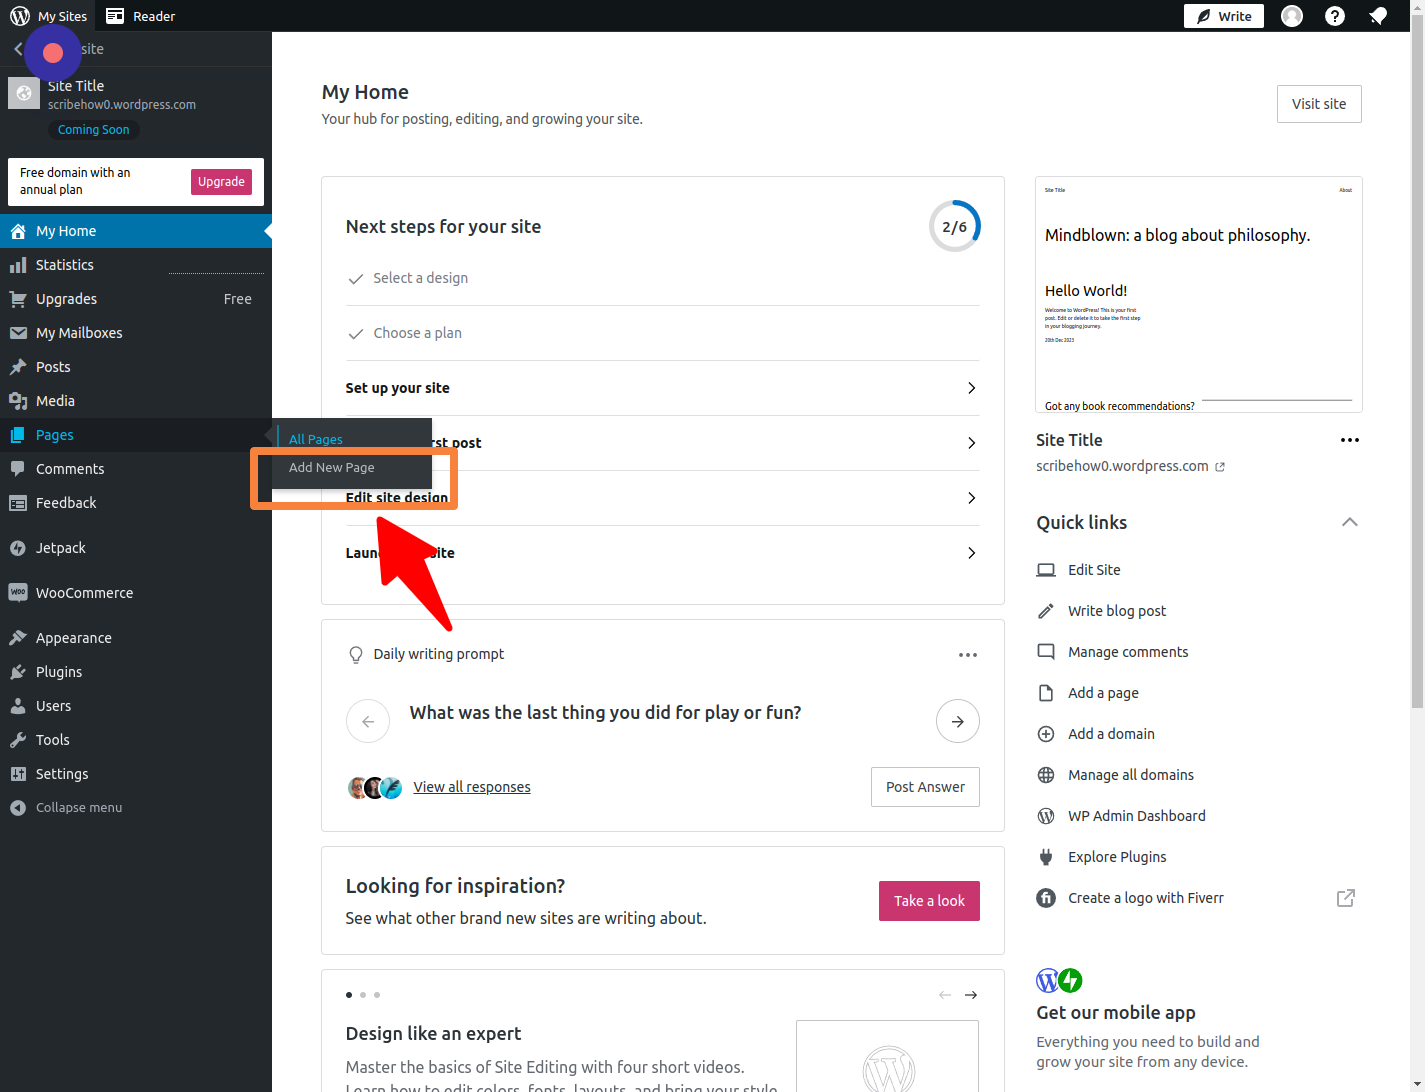 My Sites
Reader
Write
site
Site Title
scribehow0.wordpress.com
Coming Soon
Free domain with an
annual plan
Upgrade
My Home
Statistics
Upgrades
Free
My Mailboxes
Posts
Media
Pages
Comments
Feedback
Jetpack
WooCommerce
Appearance
Plugins
Users
Tools
Settings
Collapse menu
All Pages
Add New Page
My Home
Your hub for posting, editing, and growing your site.
Visit site
Next steps for your site
2/6
Select a design
Choose a plan
Set up your site
post
Edit site design
site
Daily writing prompt
What was the last thing you did for play or fun?
View all responses
Post Answer
Looking for inspiration?
See what other brand new sites are writing about.
Take a look
Design like an expert
Master the basics of Site Editing with four short videos.
Learn how to edit colors, fonts, layouts, and bring your style
Site Title
About
Mindblown: a blog about philosophy.
Hello World!
Welcome to WordPress! This is your first
post. Edit or delete it to take the first step
in your blogging journey.
20th Dec 2023
Got any book recommendations?
Site Title
scribehow0.wordpress.com
Quick links
Edit Site
Write blog post
Manage comments
Add a page
Add a domain
Manage all domains
WP Admin Dashboard
Explore Plugins
Create a logo with Fiverr
Get our mobile app
Everything you need to build and
grow your site from any device.